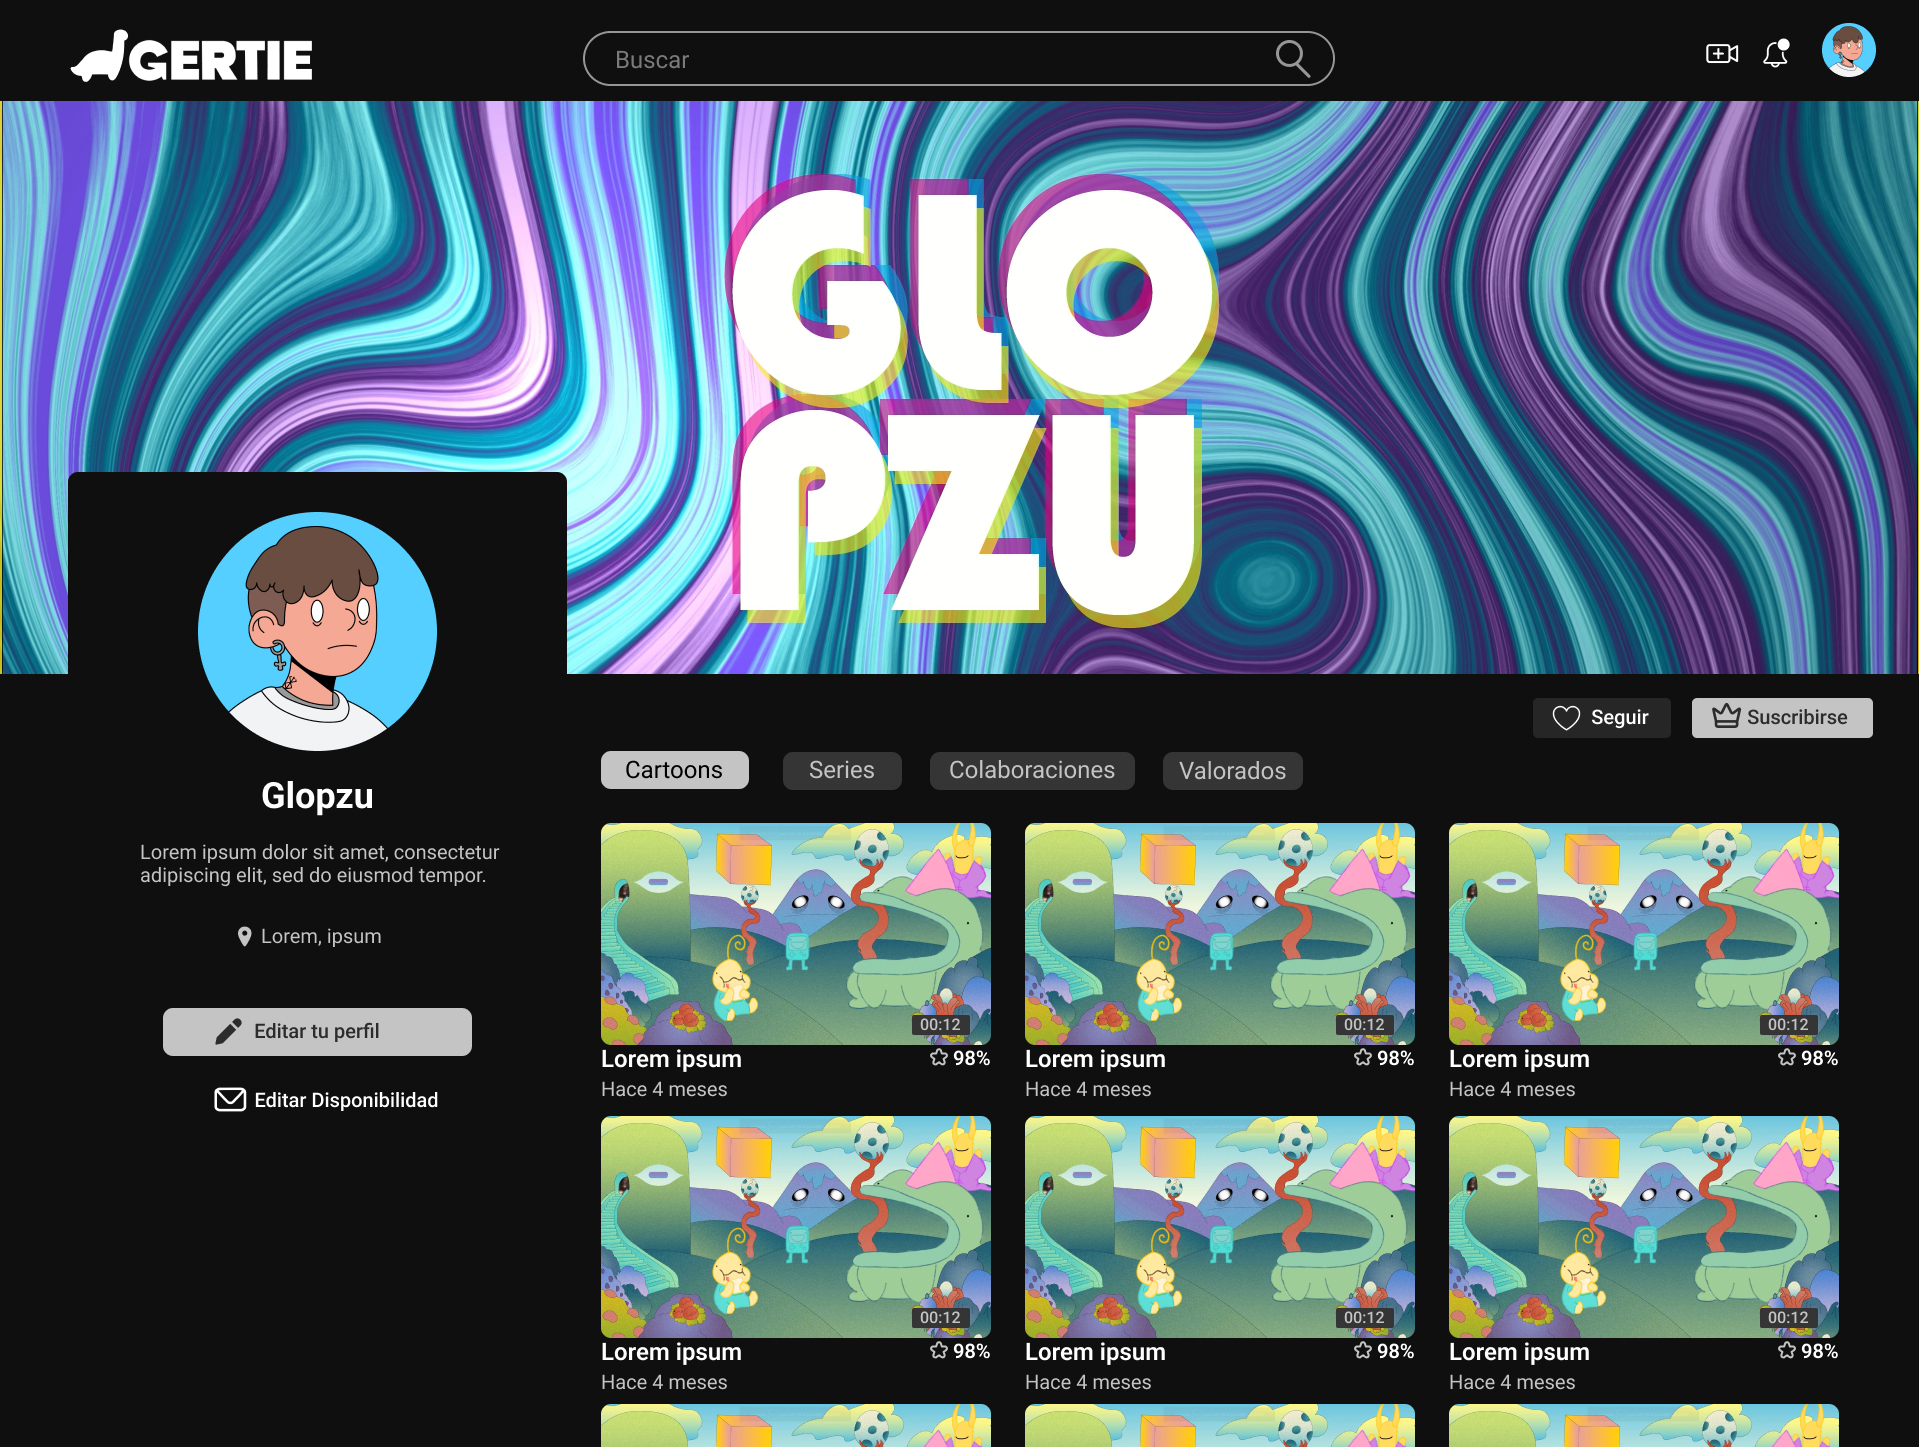 GERTIE
Buscar
GLO
PZU
Seguir
Suscribirse
Cartoons
Series
Colaboraciones
Valorados
Glopzu
Lorem ipsum dolor sit amet, consectetur
adipiscing elit, sed do eiusmod tempor.
Lorem, ipsum
Editar tu perfil
Editar Disponibilidad
00:12
00:12
00:12
Lorem ipsum
98%
Lorem ipsum
98%
Lorem ipsum
98%
Hace 4 meses
Hace 4 meses
Hace 4 meses
00:12
00:12
00:12
Lorem ipsum
98%
Lorem ipsum
98%
Lorem ipsum
98%
Hace 4 meses
Hace 4 meses
Hace 4 meses